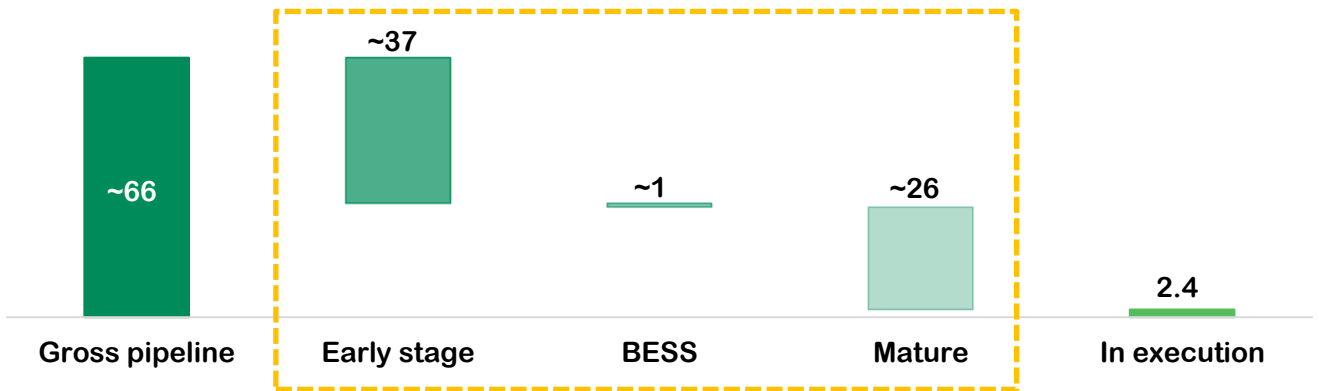 ~37
~66
~1
~26
2.4
Gross pipeline
Early stage
BESS
Mature
In execution